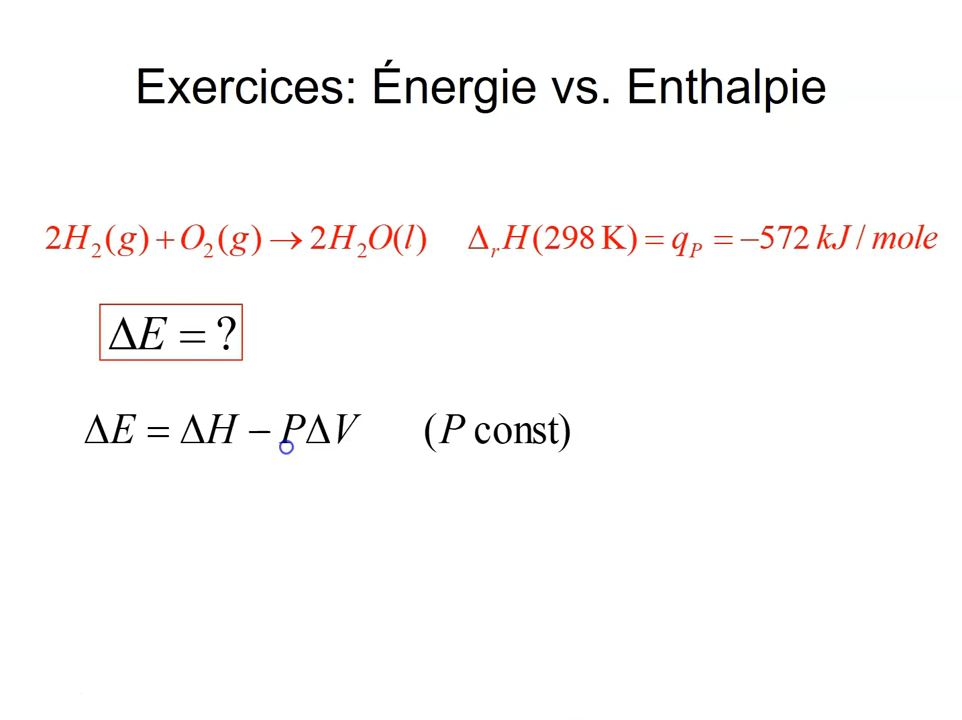 Exercices: Énergie vs. Enthalpie
2H₂(g) + O₂(g) → 2H₂O(l) ΔᵣH(298 K) = q_P = −572 kJ / mole
ΔE = ?
ΔE = ΔH − PΔV (P const)